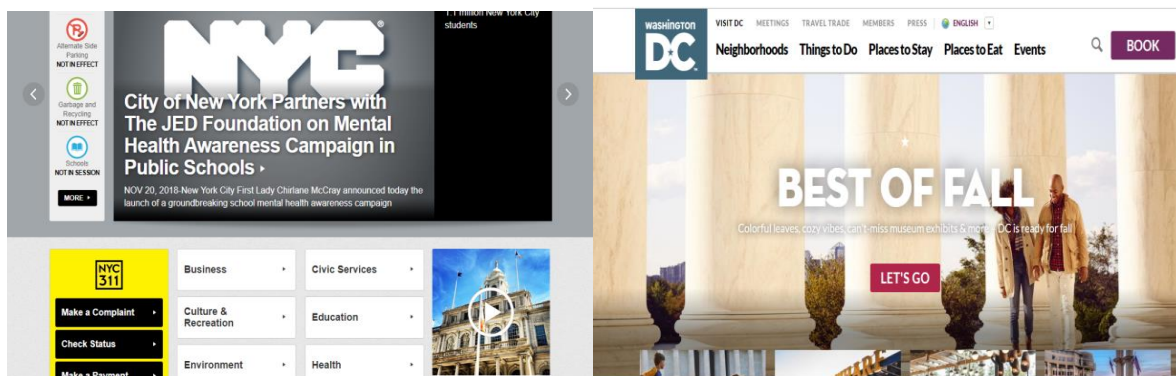 Alternate Side
Parking
NOT IN EFFECT
Garbage and
Recycling
NOT IN EFFECT
Schools
NOT IN SESSION
MORE
NYC
1.1 million New York City
students
City of New York Partners with
The JED Foundation on Mental
Health Awareness Campaign in
Public Schools
NOV 20, 2018-New York City First Lady Chirlane McCray announced today the
launch of a groundbreaking school mental health awareness campaign
NYC
311
Make a Complaint
Check Status
Make a Payment
Business
Civic Services
Culture &
Recreation
Education
Environment
Health
washington
DC
VISIT DC MEETINGS TRAVEL TRADE MEMBERS PRESS ENGLISH
Neighborhoods Things to Do Places to Stay Places to Eat Events
BOOK
BEST OF FALL
Colorful leaves, cozy vibes, can't-miss museum exhibits & more - DC is ready for fall
LET'S GO